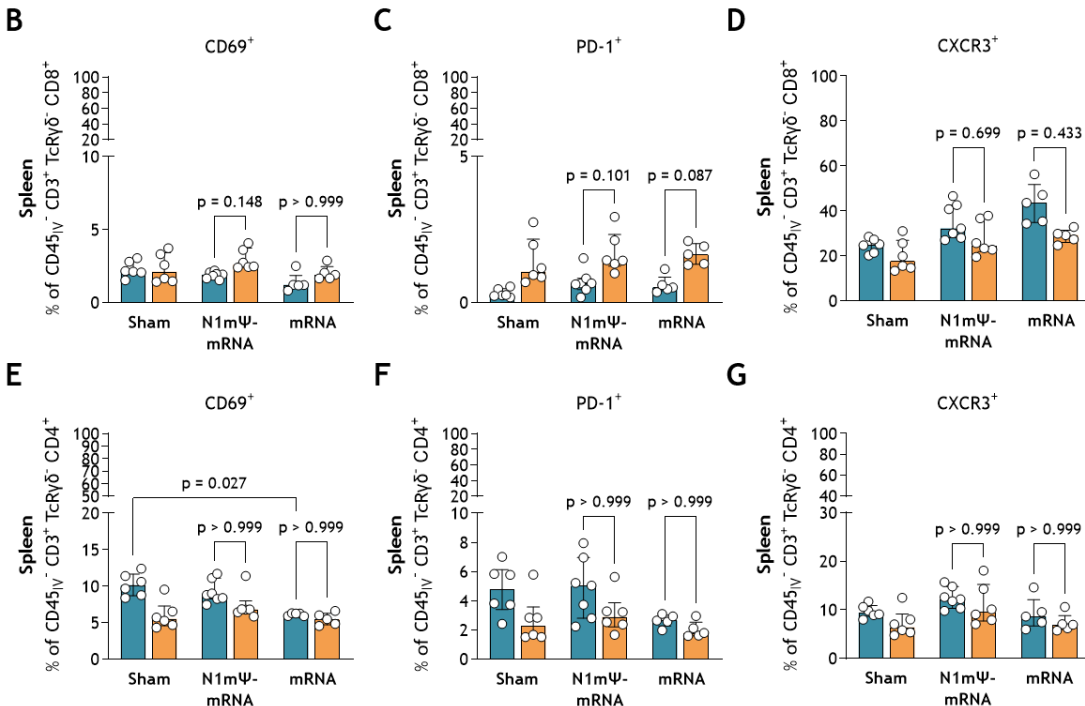 B
CD69⁺
Spleen
% of CD45IV⁻ CD3⁺ TcRγδ⁻ CD8⁺
100
80
60
40
20
10
5
0
p = 0.148
p > 0.999
Sham
N1mΨ-
mRNA
mRNA
C
PD-1⁺
% of CD45IV⁻ CD3⁺ TcRγδ⁻ CD8⁺
100
80
60
40
20
5
0
p = 0.101
p = 0.087
Sham
N1mΨ-
mRNA
mRNA
D
CXCR3⁺
% of CD45IV⁻ CD3⁺ TcRγδ⁻ CD8⁺
Spleen
100
80
60
40
20
0
p = 0.699
p = 0.433
Sham
N1mΨ-
mRNA
mRNA
E
CD69⁺
Spleen
% of CD45IV⁻ CD3⁺ TcRγδ⁻ CD4⁺
100
90
80
70
60
50
20
15
10
5
0
p = 0.027
p > 0.999
p > 0.999
Sham
N1mΨ-
mRNA
mRNA
F
PD-1⁺
Spleen
% of CD45IV⁻ CD3⁺ TcRγδ⁻ CD4⁺
100
80
60
40
20
10
8
6
4
2
0
p > 0.999
p > 0.999
Sham
N1mΨ-
mRNA
mRNA
G
CXCR3⁺
Spleen
% of CD45IV⁻ CD3⁺ TcRγδ⁻ CD4⁺
100
80
60
40
30
20
10
0
p > 0.999
p > 0.999
Sham
N1mΨ-
mRNA
mRNA